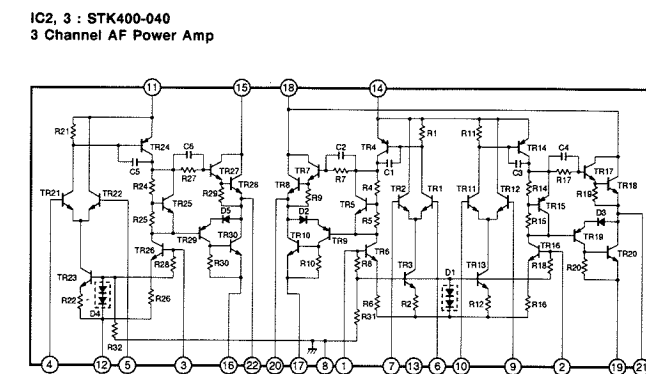 IC2, 3 : STK400-040
3 Channel AF Power Amp
11 15 18 14
R21 TR24 C5 C6 R27 TR27 TR28 R29
TR7 TR8 R9 C2 R7 TR4 C1 R1 R11
TR14 C3 C4 R17 TR17 TR18 R19
TR21 TR22 R24 TR25 R25 D5 TR29 TR30 R30
D2 TR10 R10 TR9 R4 TR5 R5 TR2 TR1
TR11 TR12 R14 TR15 R15 D3 TR19 TR20 R20
TR23 R22 D4 R32 TR26 R28 R26
TR6 R8 R6 R31 TR3 R2 D1
TR13 R12 TR16 R18 R16
4 12 5 3 16 22 20 17 8 1 7 13 6 10 9 2 19 21